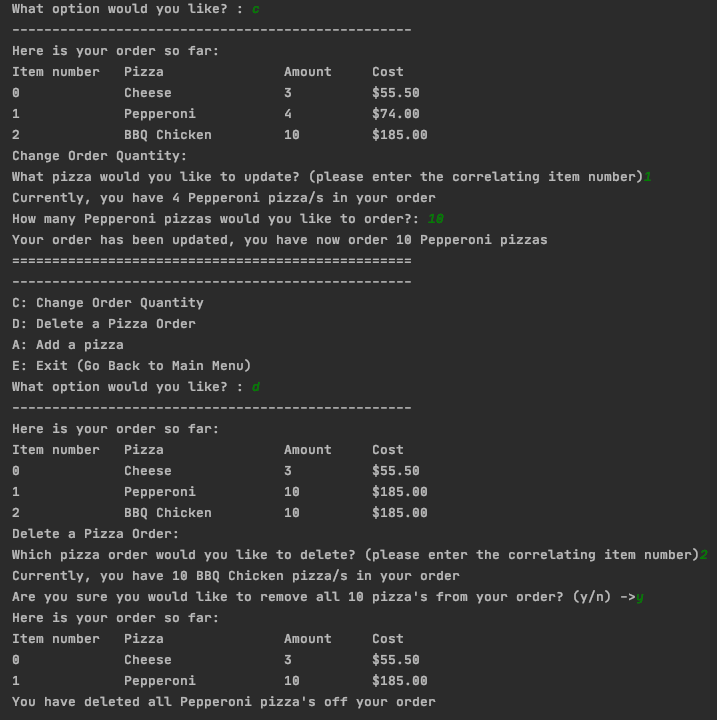 What option would you like? : c
--------------------------------------------------
Here is your order so far:
Item number   Pizza               Amount     Cost
0             Cheese              3          $55.50
1             Pepperoni           4          $74.00
2             BBQ Chicken         10         $185.00
Change Order Quantity:
What pizza would you like to update? (please enter the correlating item number)1
Currently, you have 4 Pepperoni pizza/s in your order
How many Pepperoni pizzas would you like to order?: 10
Your order has been updated, you have now order 10 Pepperoni pizzas
==================================================
--------------------------------------------------
C: Change Order Quantity
D: Delete a Pizza Order
A: Add a pizza
E: Exit (Go Back to Main Menu)
What option would you like? : d
--------------------------------------------------
Here is your order so far:
Item number   Pizza               Amount     Cost
0             Cheese              3          $55.50
1             Pepperoni           10         $185.00
2             BBQ Chicken         10         $185.00
Delete a Pizza Order:
Which pizza order would you like to delete? (please enter the correlating item number)2
Currently, you have 10 BBQ Chicken pizza/s in your order
Are you sure you would like to remove all 10 pizza's from your order? (y/n) ->y
Here is your order so far:
Item number   Pizza               Amount     Cost
0             Cheese              3          $55.50
1             Pepperoni           10         $185.00
You have deleted all Pepperoni pizza's off your order